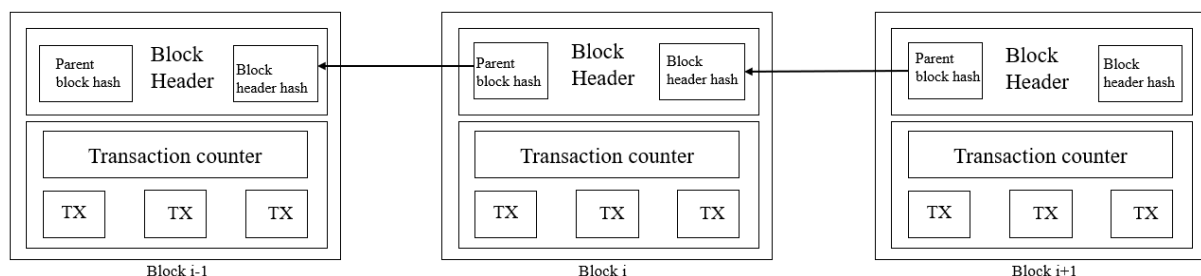 Parent
block hash
Block
Header
Block
header hash
Transaction counter
TX
TX
TX
Block i-1
Parent
block hash
Block
Header
Block
header hash
Transaction counter
TX
TX
TX
Block i
Parent
block hash
Block
Header
Block
header hash
Transaction counter
TX
TX
TX
Block i+1